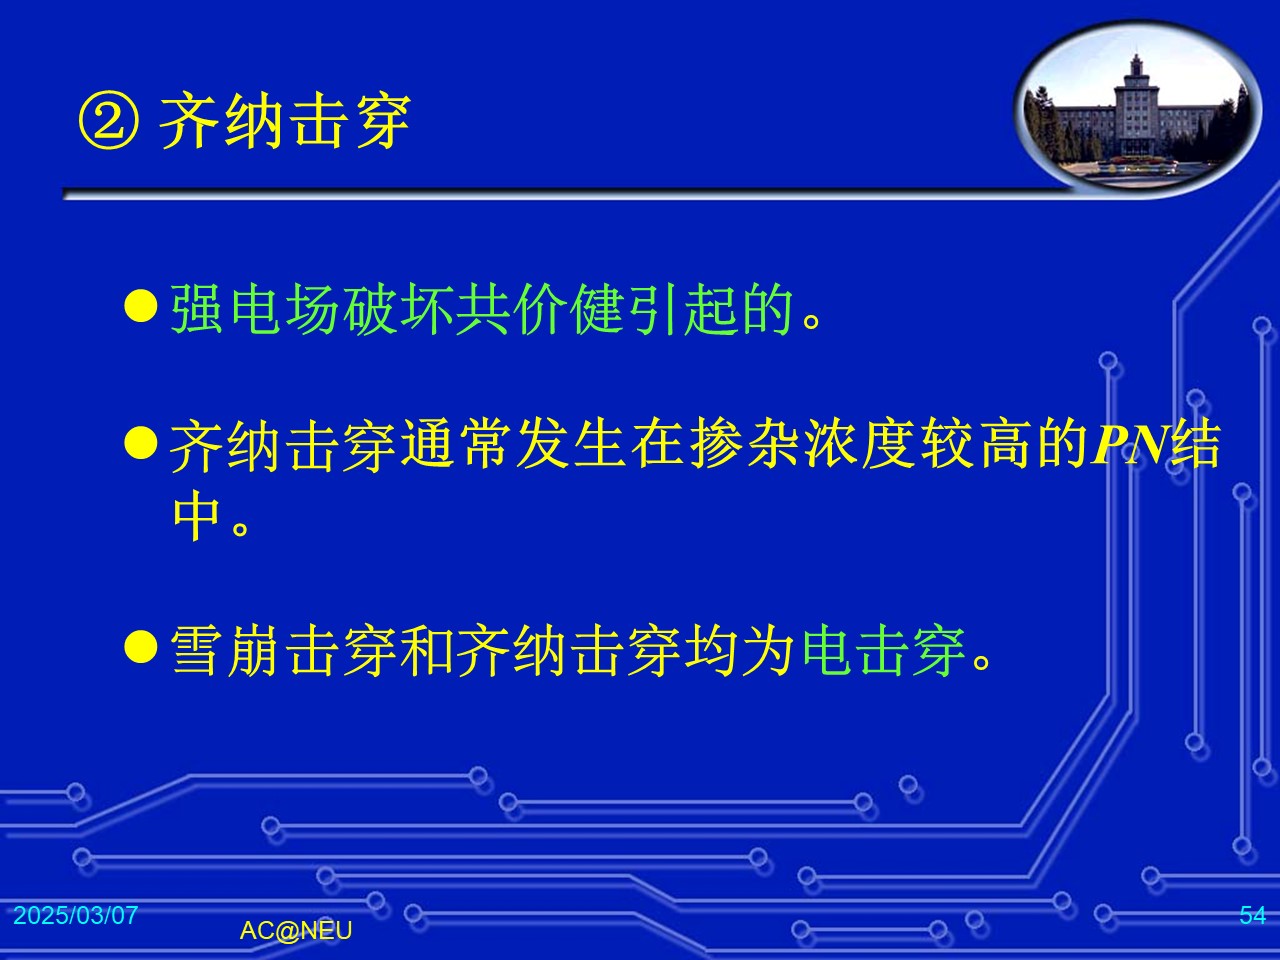 ② 齐纳击穿
强电场破坏共价健引起的。
齐纳击穿通常发生在掺杂浓度较高的PN结
中。
雪崩击穿和齐纳击穿均为电击穿。
2025/03/07
AC@NEU
54